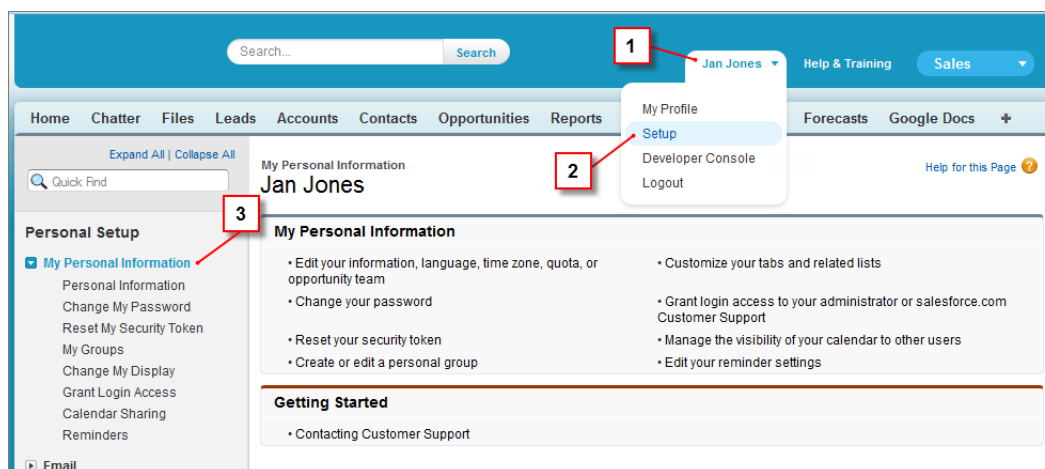 Search...
Search
1
Jan Jones
Help & Training
Sales
My Profile
Setup
Developer Console
Logout
2
Home Chatter Files Leads Accounts Contacts Opportunities Reports Forecasts Google Docs +
Expand All | Collapse All
Quick Find
My Personal Information
Jan Jones
Help for this Page ?
3
Personal Setup
My Personal Information
Personal Information
Change My Password
Reset My Security Token
My Groups
Change My Display
Grant Login Access
Calendar Sharing
Reminders
Email
My Personal Information
• Edit your information, language, time zone, quota, or
opportunity team
• Change your password
• Reset your security token
• Create or edit a personal group
• Customize your tabs and related lists
• Grant login access to your administrator or salesforce.com
Customer Support
• Manage the visibility of your calendar to other users
• Edit your reminder settings
Getting Started
• Contacting Customer Support